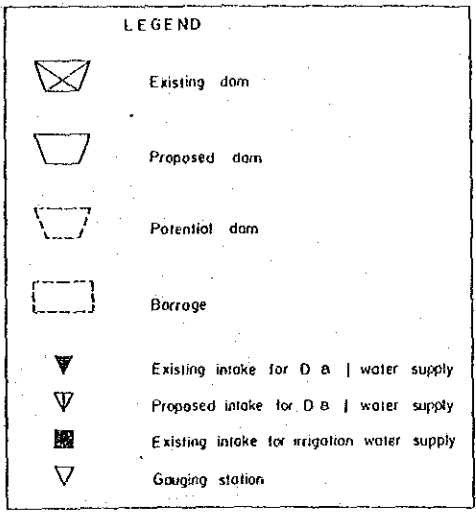 LEGEND
Existing dam
Proposed dam
Potential dam
Barrage
Existing intake for D a | water supply
Proposed intake for D a | water supply
Existing intake for irrigation water supply
Gauging station